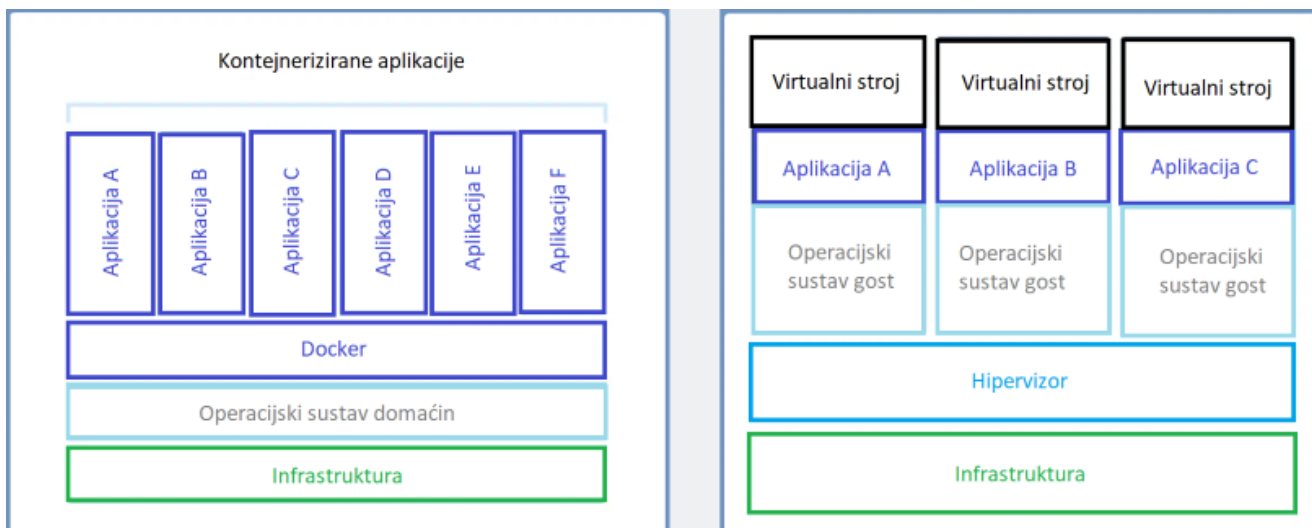 Kontejnerizirane aplikacije
Aplikacija A
Aplikacija B
Aplikacija C
Aplikacija D
Aplikacija E
Aplikacija F
Docker
Operacijski sustav domaćin
Infrastruktura
Virtualni stroj
Virtualni stroj
Virtualni stroj
Aplikacija A
Aplikacija B
Aplikacija C
Operacijski
sustav gost
Operacijski
sustav gost
Operacijski
sustav gost
Hipervizor
Infrastruktura